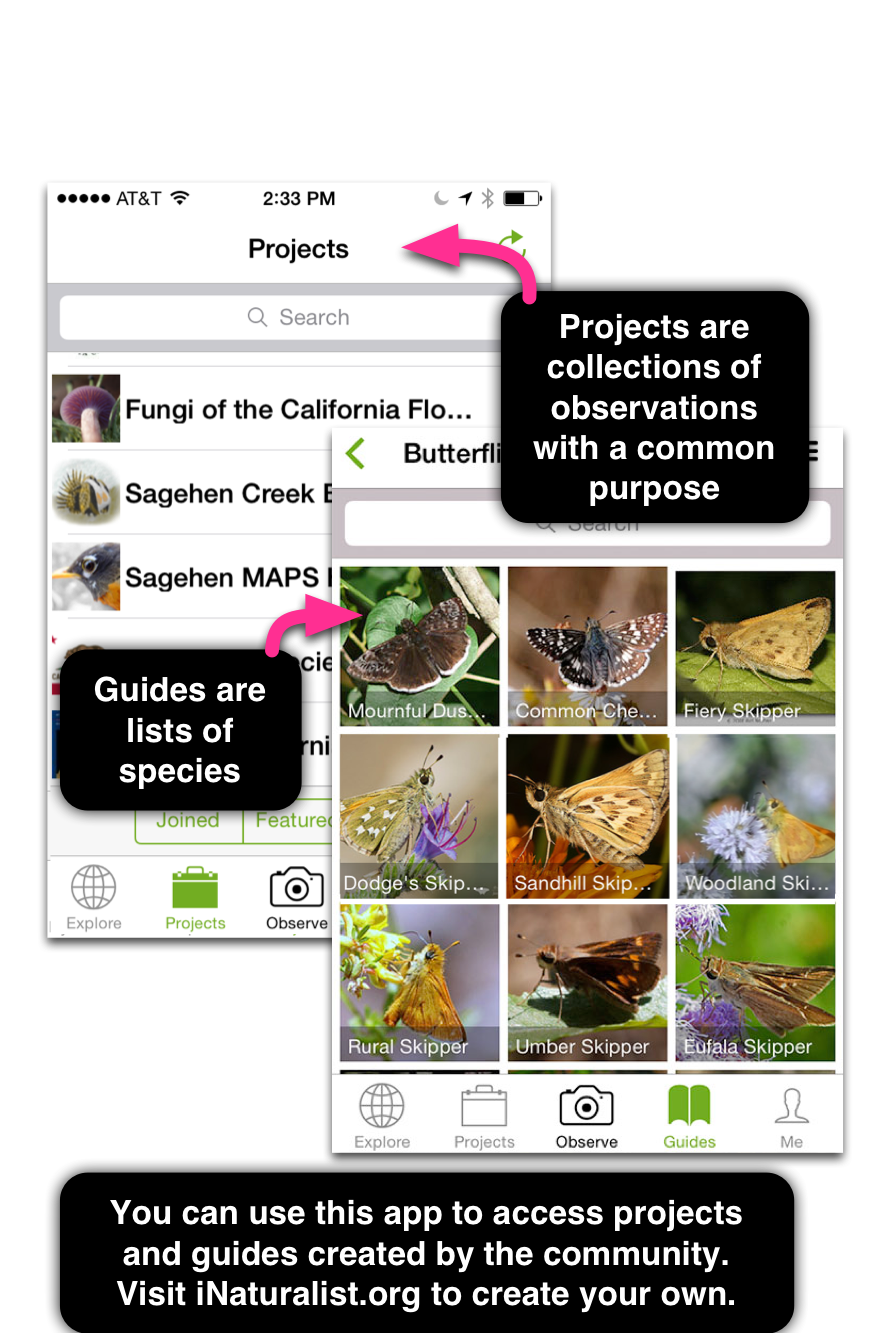 AT&T 2:33 PM
Projects
Search
Fungi of the California Flo...
Sagehen Creek
Sagehen MAPS
Projects are
collections of
observations
with a common
purpose
Butterfli
Search
Guides are
lists of
species
Joined Featured
Explore Projects Observe
Mournful Dus... Common Che... Fiery Skipper
Dodge's Skip... Sandhill Skip... Woodland Ski...
Rural Skipper Umber Skipper Eufala Skipper
Explore Projects Observe Guides Me
You can use this app to access projects
and guides created by the community.
Visit iNaturalist.org to create your own.